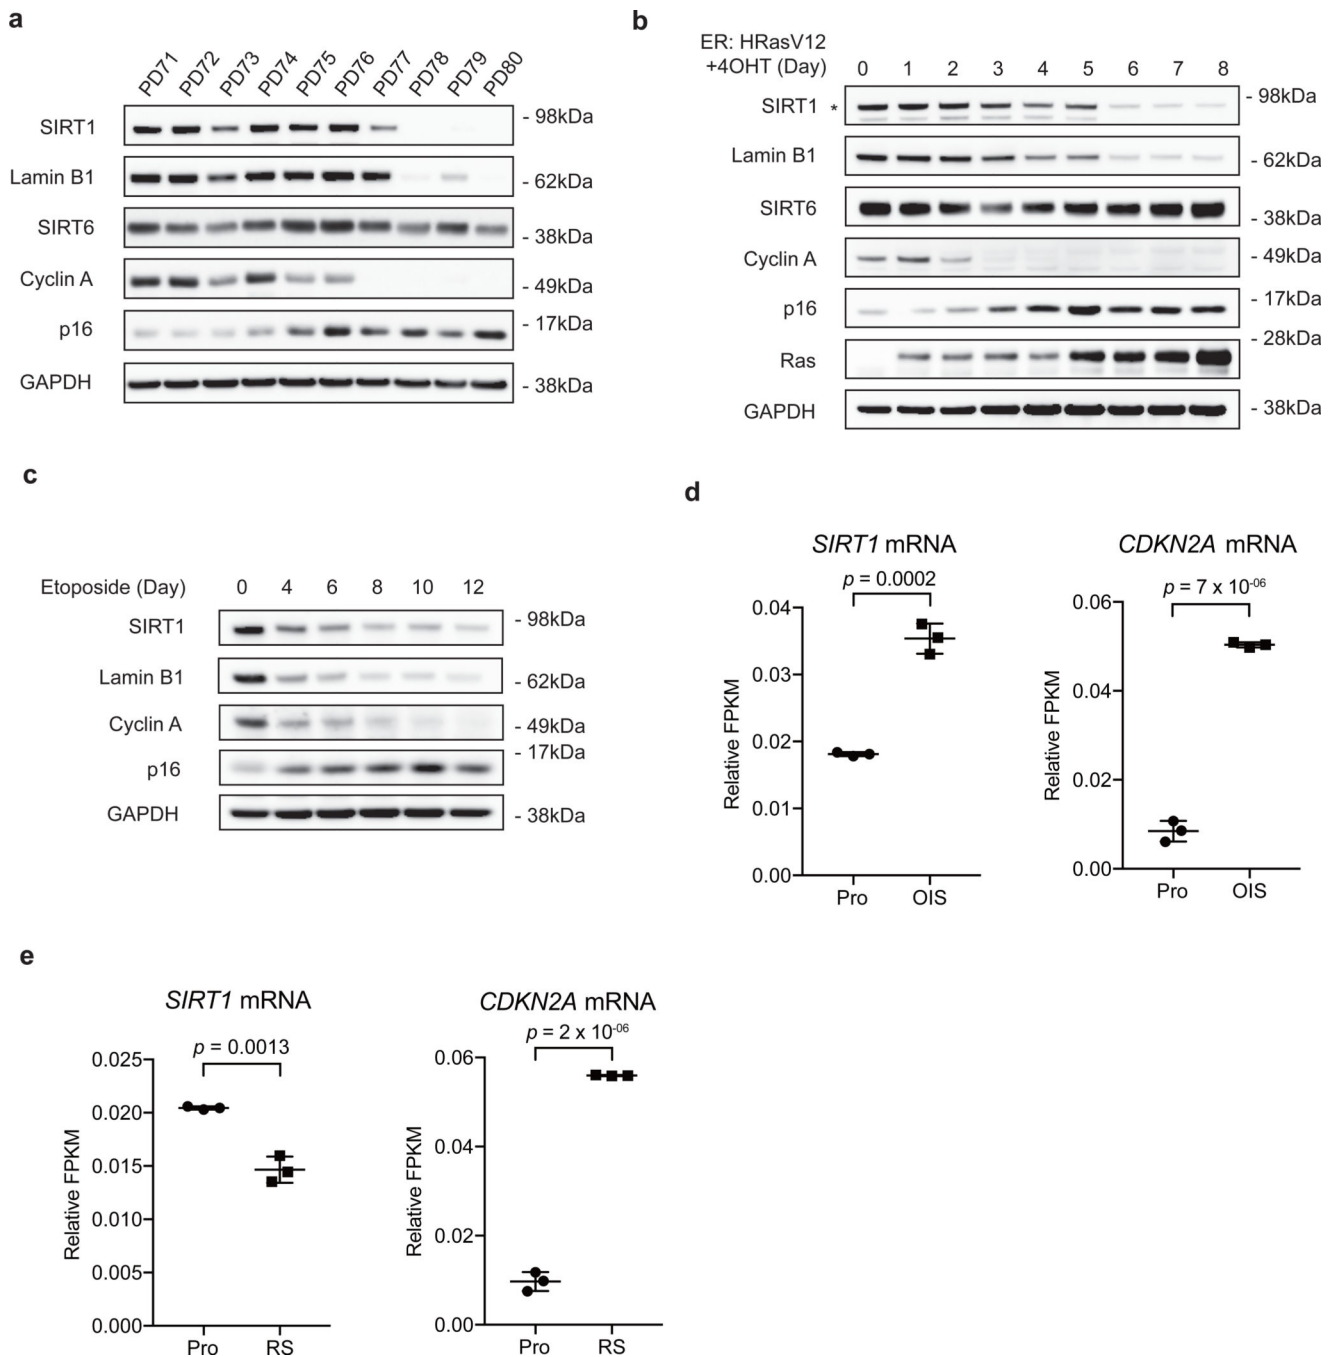 a
PD71 PD72 PD73 PD74 PD75 PD76 PD77 PD78 PD79 PD80
SIRT1 - 98kDa
Lamin B1 - 62kDa
SIRT6 - 38kDa
Cyclin A - 49kDa
p16 - 17kDa
GAPDH - 38kDa
b
ER: HRasV12
+4OHT (Day) 0 1 2 3 4 5 6 7 8
SIRT1 * - 98kDa
Lamin B1 - 62kDa
SIRT6 - 38kDa
Cyclin A - 49kDa
p16 - 17kDa
Ras - 28kDa
GAPDH - 38kDa
c
Etoposide (Day) 0 4 6 8 10 12
SIRT1 - 98kDa
Lamin B1 - 62kDa
Cyclin A - 49kDa
p16 - 17kDa
GAPDH - 38kDa
d
SIRT1 mRNA
p = 0.0002
Relative FPKM
0.04
0.03
0.02
0.01
0.00
Pro OIS
CDKN2A mRNA
p = 7 x 10⁻⁰⁶
Relative FPKM
0.06
0.04
0.02
0.00
Pro OIS
e
SIRT1 mRNA
p = 0.0013
Relative FPKM
0.025
0.020
0.015
0.010
0.005
0.000
Pro RS
CDKN2A mRNA
p = 2 x 10⁻⁰⁶
Relative FPKM
0.06
0.04
0.02
0.00
Pro RS